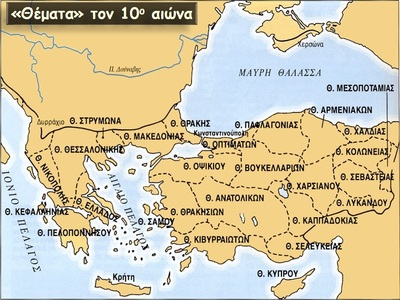 «Θέματα» τον 10ο αιώνα
Χερσώνα
Π. Δούναβης
ΜΑΥΡΗ ΘΑΛΑΣΣΑ
Θ. ΜΕΣΟΠΟΤΑΜΙΑΣ
Δυρράχιο
Θ. ΣΤΡΥΜΩΝΑ
Θ. ΘΡΑΚΗΣ
Θ. ΠΑΦΛΑΓΟΝΙΑΣ
Θ. ΑΡΜΕΝΙΑΚΩΝ
Θ. ΜΑΚΕΔΟΝΙΑΣ
Κωνσταντινούπολη
Θ. ΧΑΛΔΙΑΣ
Θ. ΘΕΣΣΑΛΟΝΙΚΗΣ
Θ. ΟΠΤΙΜΑΤΩΝ
Θ. ΚΟΛΩΝΕΙΑΣ
Θ. ΝΙΚΟΠΟΛΗΣ
Θ. ΟΨΙΚΙΟΥ
Θ. ΒΟΥΚΕΛΛΑΡΙΩΝ
Θ. ΣΕΒΑΣΤΕΙΑΣ
ΙΟΝΙΟ ΠΕΛΑΓΟΣ
ΑΙΓΑΙΟ ΠΕΛΑΓΟΣ
Θ. ΧΑΡΣΙΑΝΟΥ
Θ. ΕΛΛΑΔΟΣ
Θ. ΑΝΑΤΟΛΙΚΩΝ
Θ. ΛΥΚΑΝΔΟΥ
Θ. ΚΕΦΑΛΛΗΝΙΑΣ
Θ. ΣΑΜΟΥ
Θ. ΘΡΑΚΗΣΙΩΝ
Θ. ΚΑΠΠΑΔΟΚΙΑΣ
Θ. ΠΕΛΟΠΟΝΝΗΣΟΥ
Θ. ΚΙΒΥΡΡΑΙΩΤΩΝ
Θ. ΣΕΛΕΥΚΕΙΑΣ
Κρήτη
Θ. ΚΥΠΡΟΥ